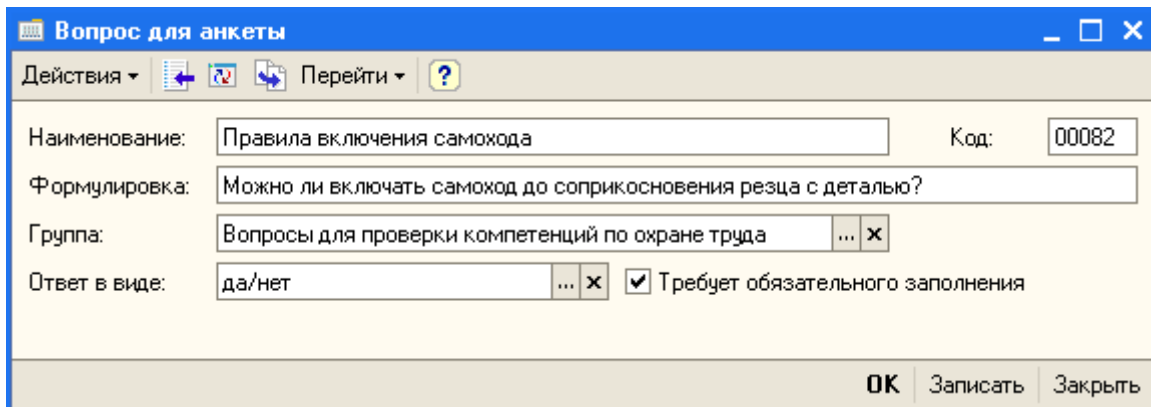 Вопрос для анкеты
Действия Перейти ?
Наименование: Правила включения самохода Код: 00082
Формулировка: Можно ли включать самоход до соприкосновения резца с деталью?
Группа: Вопросы для проверки компетенций по охране труда ... x
Ответ в виде: да/нет ... x Требует обязательного заполнения
OK Записать Закрыть